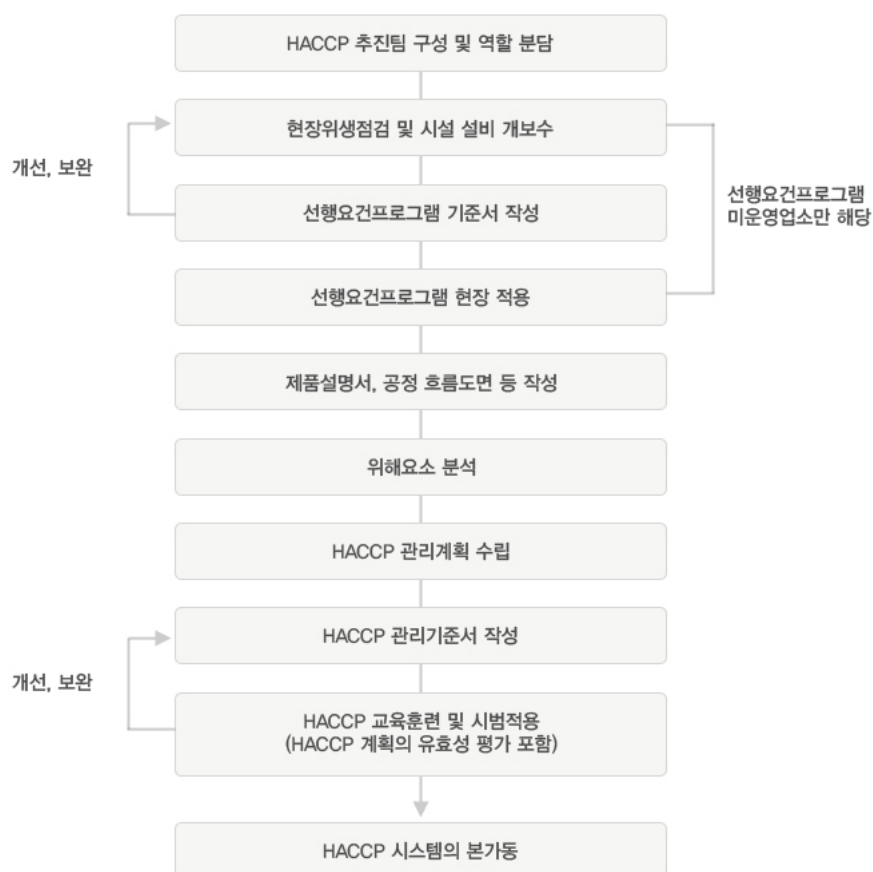 HACCP 추진팀 구성 및 역할 분담
현장위생점검 및 시설 설비 개보수
개선, 보완
선행요건프로그램
미운영업소만 해당
선행요건프로그램 기준서 작성
선행요건프로그램 현장 적용
제품설명서, 공정 흐름도면 등 작성
위해요소 분석
HACCP 관리계획 수립
HACCP 관리기준서 작성
개선, 보완
HACCP 교육훈련 및 시범적용
(HACCP 계획의 유효성 평가 포함)
HACCP 시스템의 본가동